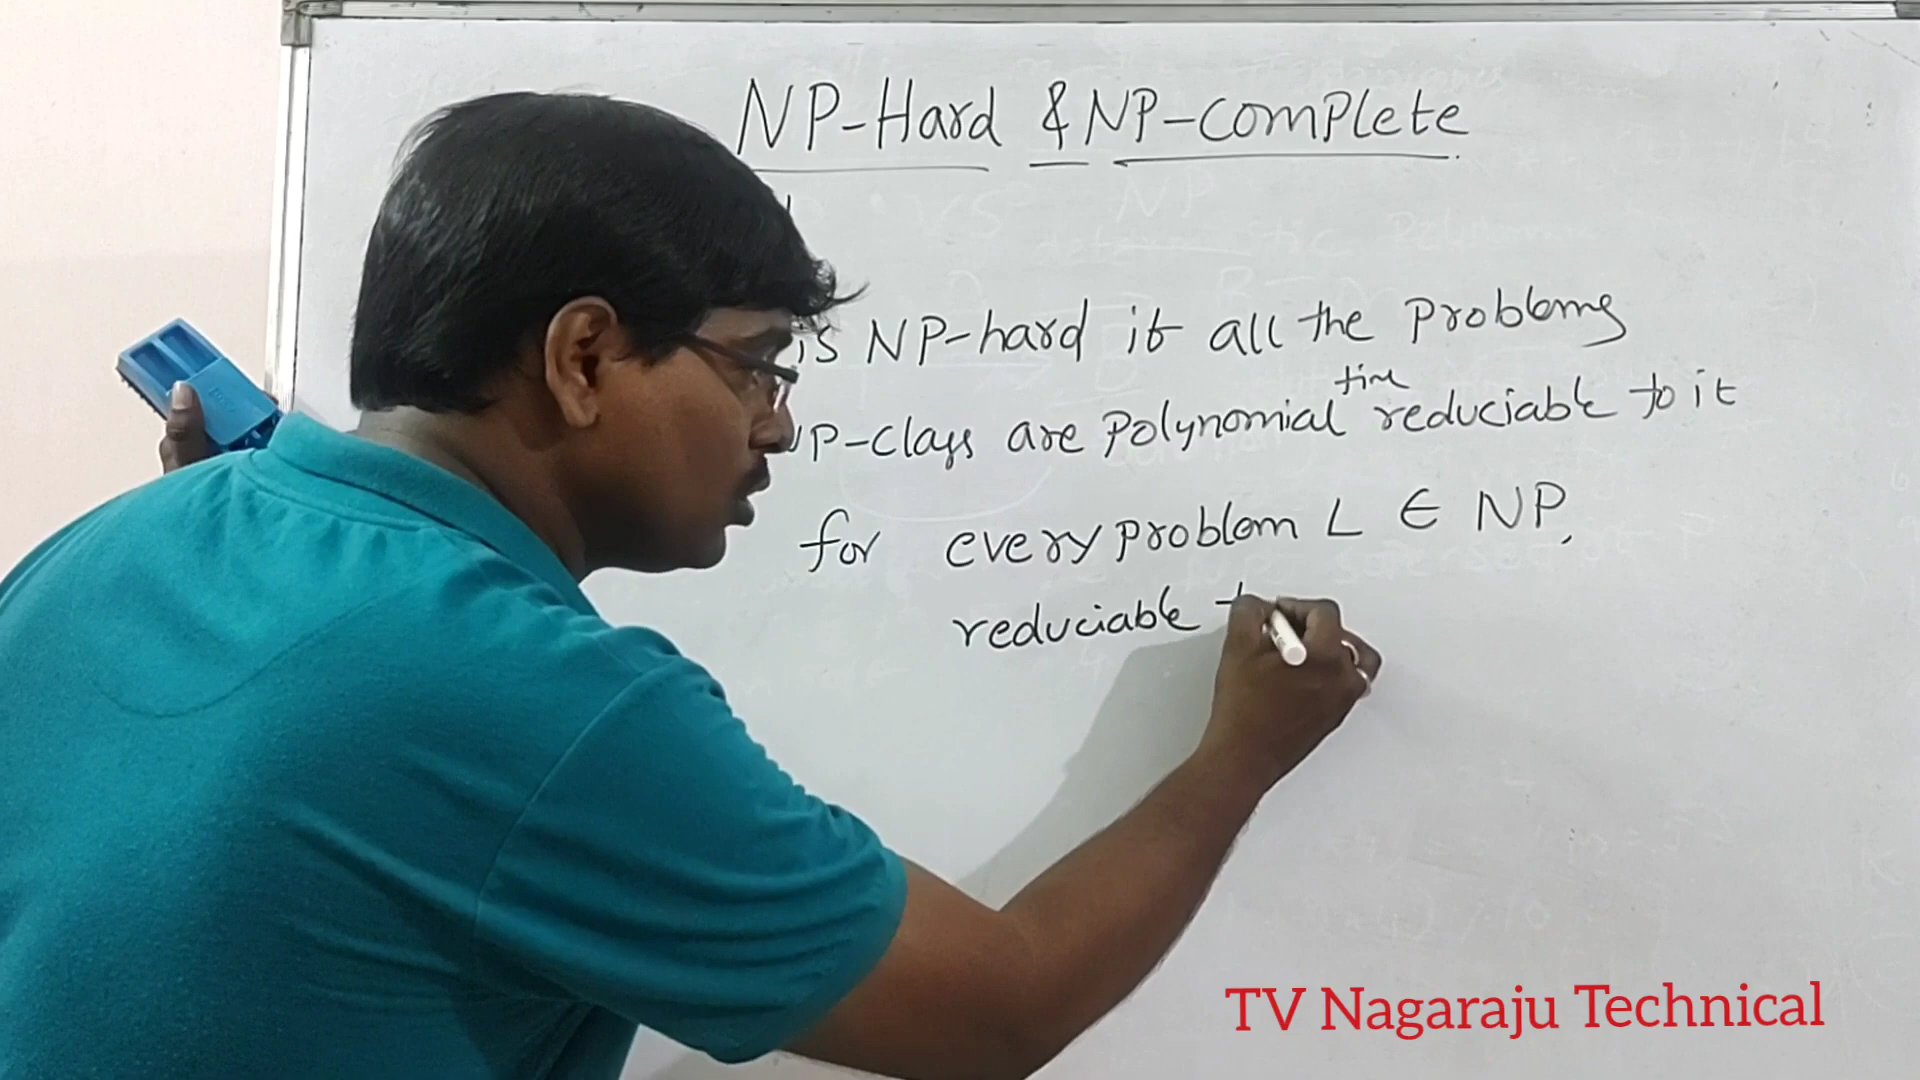 NP-Hard & NP-complete
is NP-hard if all the problems
NP-class are polynomial time reduciable to it
for every problem L ∈ NP,
reduciable t
TV Nagaraju Technical